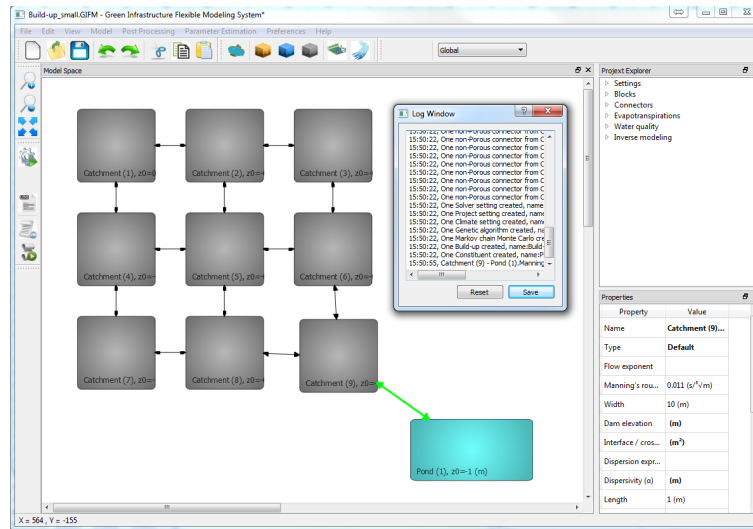 Build-up_small.GIFM - Green Infrastructure Flexible Modeling System*
File Edit View Model Post Processing Parameter Estimation Preferences Help
Global
Model Space
Catchment (1), z0=0
Catchment (2), z0=-
Catchment (3), z0=-
Catchment (4), z0=-
Catchment (5), z0=-
Catchment (6), z0=-
Catchment (7), z0=-
Catchment (8), z0=-
Catchment (9), z0=-
Pond (1), z0=-1 (m)
Log Window
15:50:22, One non-Porous connector from C
15:50:22, One non-Porous connector from C
15:50:22, One non-Porous connector from C
15:50:22, One non-Porous connector from C
15:50:22, One non-Porous connector from C
15:50:22, One non-Porous connector from C
15:50:22, One non-Porous connector from C
15:50:22, One non-Porous connector from C
15:50:22, One Solver setting created, name
15:50:22, One Project setting created, name
15:50:22, One Climate setting created, name
15:50:22, One Genetic algorithm created, na
15:50:22, One Markov chain Monte Carlo cre
15:50:22, One Build-up created, name:Build-
15:50:22, One Constituent created, name:P
15:50:55, Catchment (9) - Pond (1).Manning
Reset Save
Projext Explorer
Settings
Blocks
Connectors
Evapotranspirations
Water quality
Inverse modeling
Properties
Property Value
Name Catchment (9)...
Type Default
Flow exponent
Manning's rou... 0.011
Width 10 (m)
Dam elevation (m)
Interface / cros... (m²)
Dispersion expr...
Dispersivity (α) (m)
Length 1 (m)
X = 564 , Y = -155